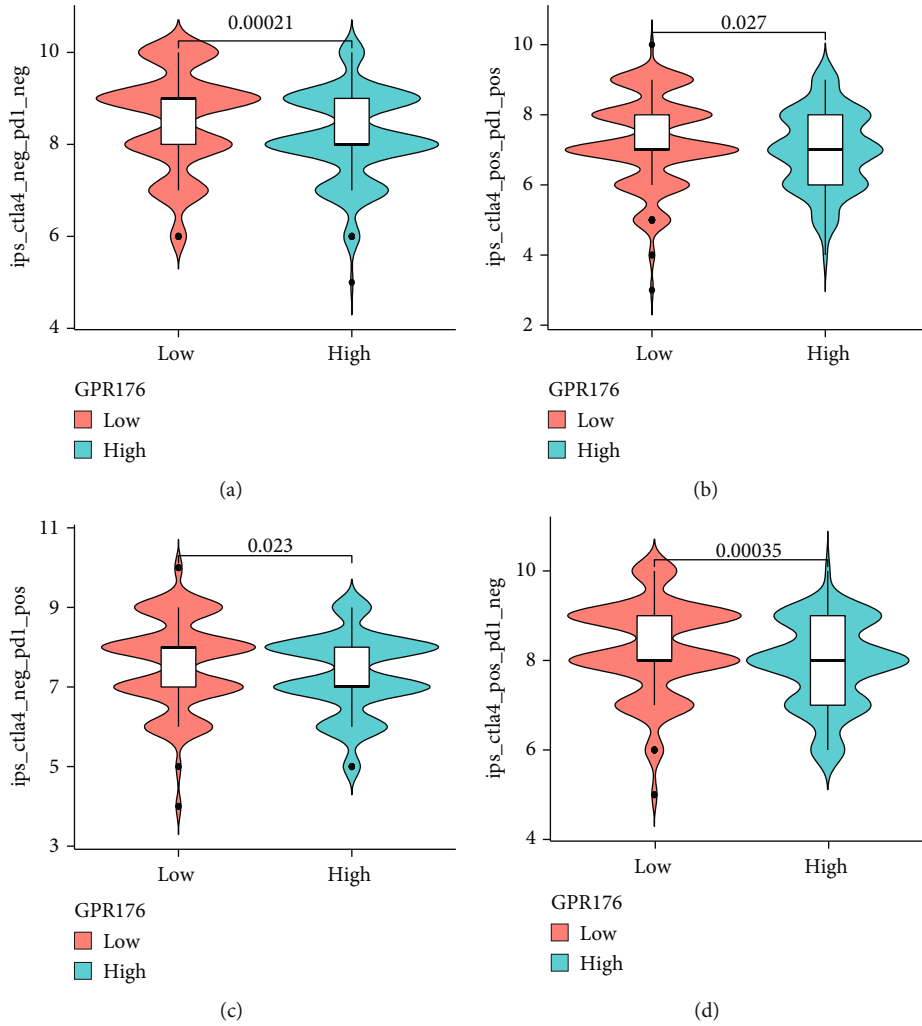 10
8
6
4
ips_ctla4_neg_pd1_neg
0.00021
Low
High
GPR176
Low
High
(a)
10
8
6
4
2
ips_ctla4_pos_pd1_pos
0.027
Low
High
GPR176
Low
High
(b)
11
9
7
5
3
ips_ctla4_neg_pd1_pos
0.023
Low
High
GPR176
Low
High
(c)
10
8
6
4
ips_ctla4_pos_pd1_neg
0.00035
Low
High
GPR176
Low
High
(d)